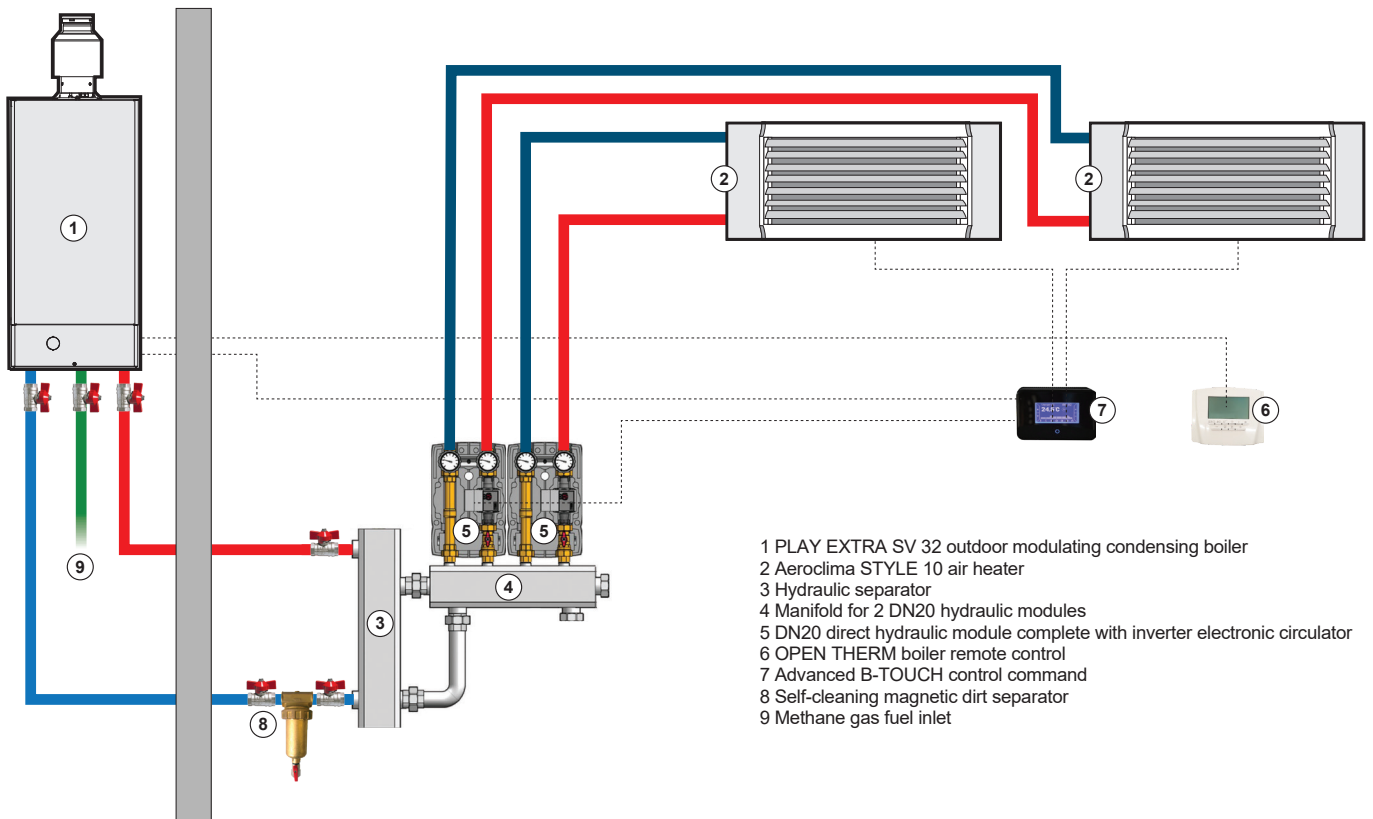 1
2
2
7
6
5
5
4
3
9
8
1 PLAY EXTRA SV 32 outdoor modulating condensing boiler
2 Aeroclima STYLE 10 air heater
3 Hydraulic separator
4 Manifold for 2 DN20 hydraulic modules
5 DN20 direct hydraulic module complete with inverter electronic circulator
6 OPEN THERM boiler remote control
7 Advanced B-TOUCH control command
8 Self-cleaning magnetic dirt separator
9 Methane gas fuel inlet